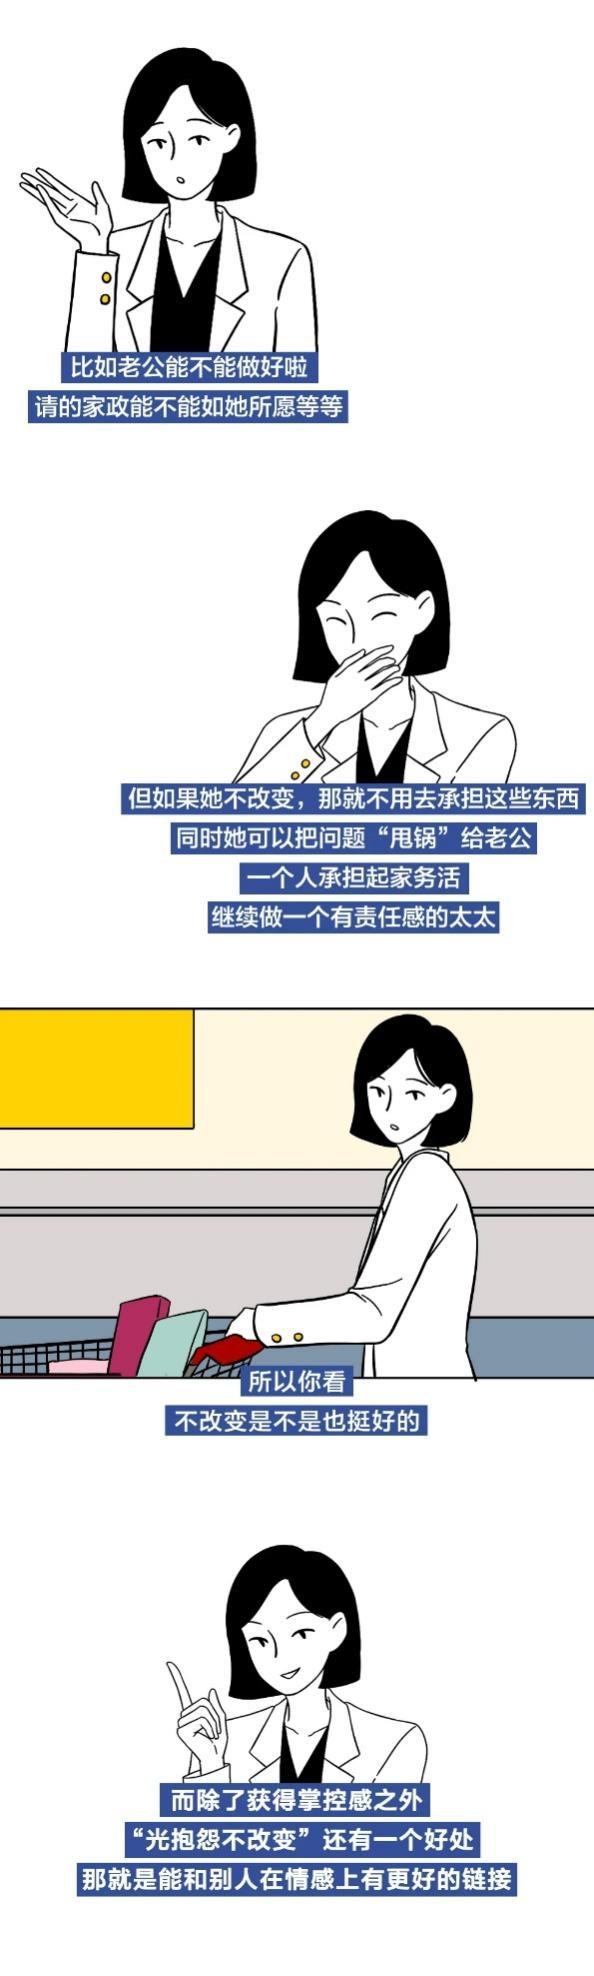 比如老公能不能做好啦
请的家政能不能如她所愿等等
但如果她不改变，那就不用去承担这些东西
同时她可以把问题“甩锅”给老公
一个人承担起家务活
继续做一个有责任感的太太
所以你看
不改变是不是也挺好的
而除了获得掌控感之外
“光抱怨不改变”还有一个好处
那就是能和别人在情感上有更好的链接